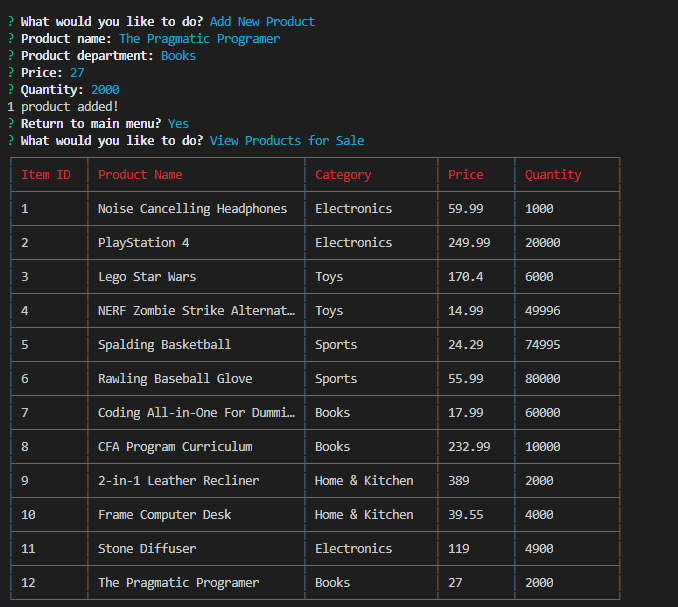 ? What would you like to do? Add New Product
? Product name: The Pragmatic Programer
? Product department: Books
? Price: 27
? Quantity: 2000
1 product added!
? Return to main menu? Yes
? What would you like to do? View Products for Sale
Item ID Product Name Category Price Quantity
1 Noise Cancelling Headphones Electronics 59.99 1000
2 PlayStation 4 Electronics 249.99 20000
3 Lego Star Wars Toys 170.4 6000
4 NERF Zombie Strike Alternat… Toys 14.99 49996
5 Spalding Basketball Sports 24.29 74995
6 Rawling Baseball Glove Sports 55.99 80000
7 Coding All-in-One For Dummi… Books 17.99 60000
8 CFA Program Curriculum Books 232.99 10000
9 2-in-1 Leather Recliner Home & Kitchen 389 2000
10 Frame Computer Desk Home & Kitchen 39.55 4000
11 Stone Diffuser Electronics 119 4900
12 The Pragmatic Programer Books 27 2000